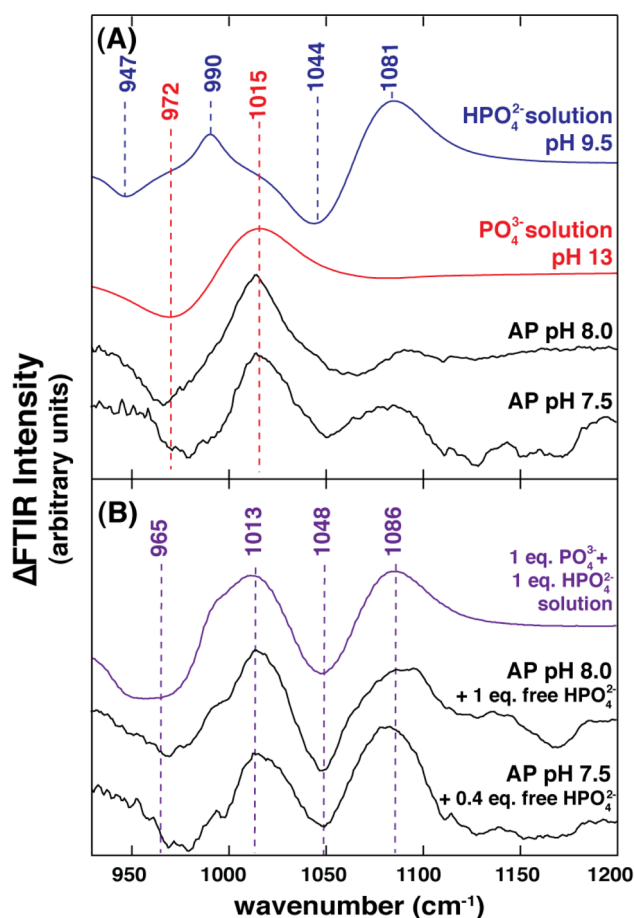 (A)
947
972
990
1015
1044
1081
HPO₄²⁻ solution
pH 9.5
PO₄³⁻ solution
pH 13
AP pH 8.0
AP pH 7.5
ΔFTIR Intensity
(arbitrary units)
(B)
965
1013
1048
1086
1 eq. PO₄³⁻+
1 eq. HPO₄²⁻
solution
AP pH 8.0
+ 1 eq. free HPO₄²⁻
AP pH 7.5
+ 0.4 eq. free HPO₄²⁻
950 1000 1050 1100 1150 1200
wavenumber (cm⁻¹)